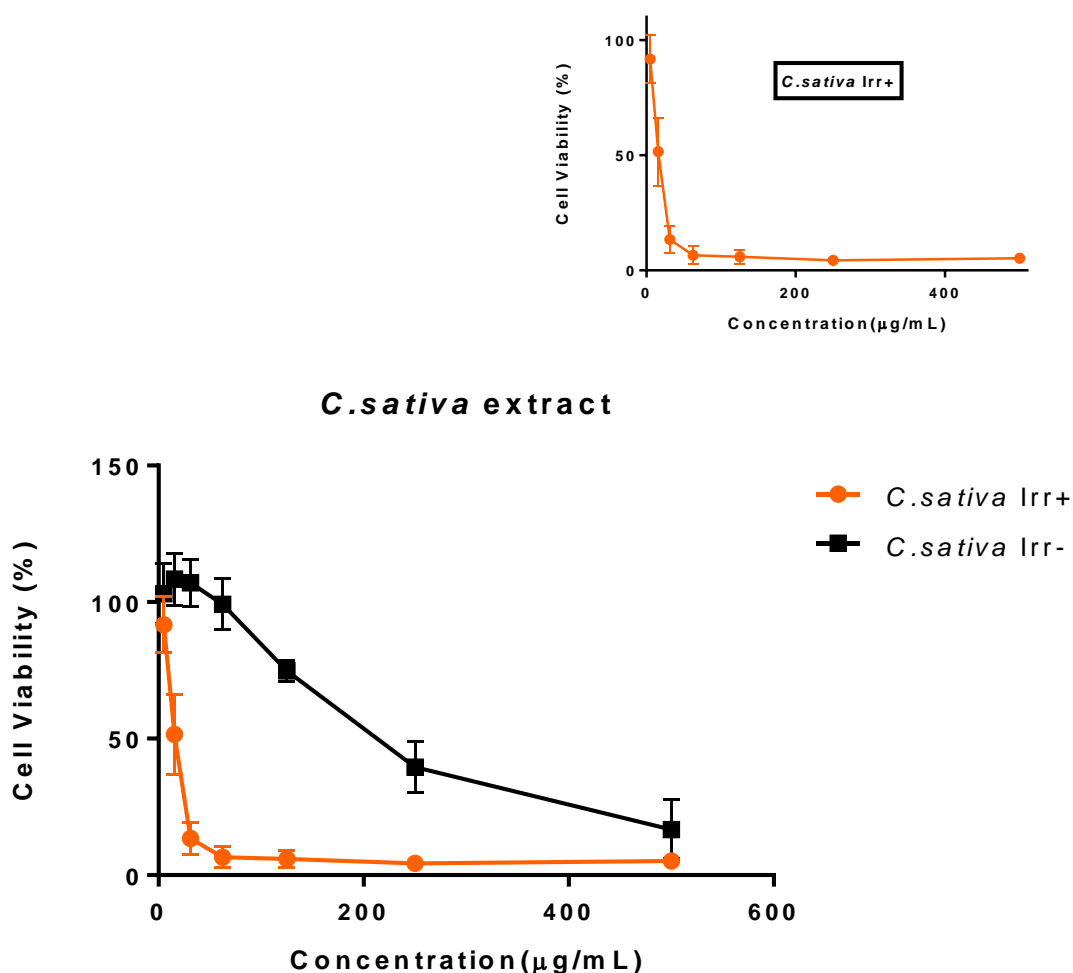 100
50
0
Cell Viability (%)
C.sativa Irr+
0 200 400
Concentration(μg/mL)
C.sativa extract
150
100
50
0
Cell Viability (%)
C.sativa Irr+
C.sativa Irr-
0 200 400 600
Concentration(μg/mL)